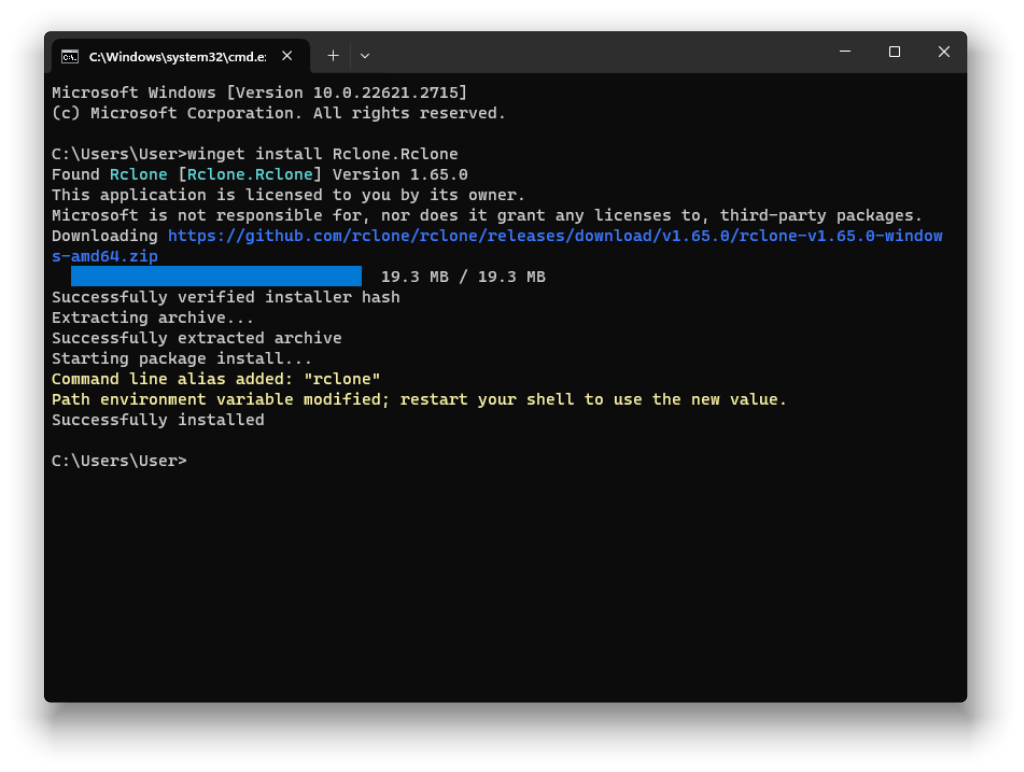 C:\Windows\system32\cmd.e:
Microsoft Windows [Version 10.0.22621.2715]
(c) Microsoft Corporation. All rights reserved.
C:\Users\User>winget install Rclone.Rclone
Found Rclone [Rclone.Rclone] Version 1.65.0
This application is licensed to you by its owner.
Microsoft is not responsible for, nor does it grant any licenses to, third-party packages.
Downloading https://github.com/rclone/rclone/releases/download/v1.65.0/rclone-v1.65.0-window
s-amd64.zip
19.3 MB / 19.3 MB
Successfully verified installer hash
Extracting archive...
Successfully extracted archive
Starting package install...
Command line alias added: "rclone"
Path environment variable modified; restart your shell to use the new value.
Successfully installed
C:\Users\User>